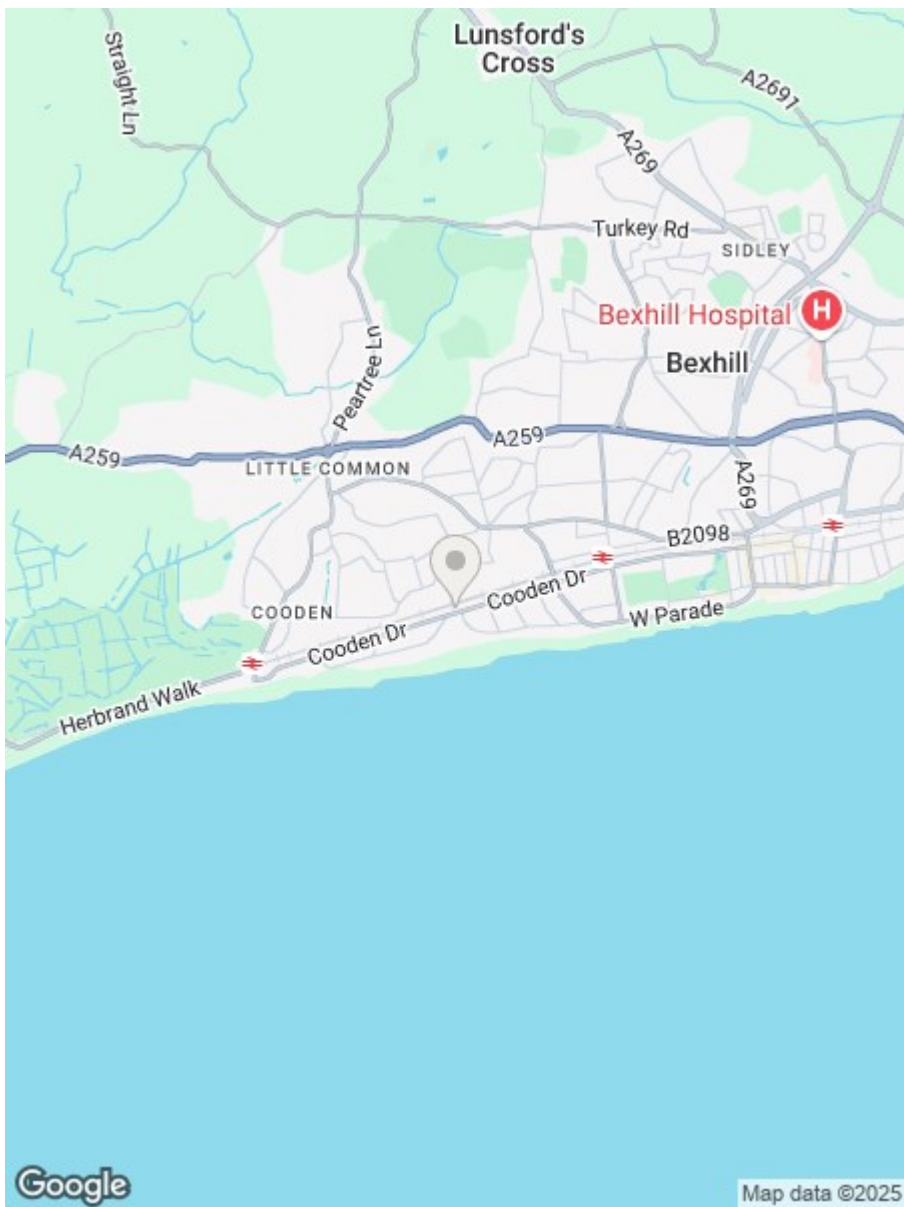 Lunsford's
Cross
Straight Ln
A2691
A269
Turkey Rd
SIDLEY
Bexhill Hospital
H
Bexhill
Peartree Ln
A259
A259
LITTLE COMMON
A269
B2098
Cooden Dr
COODEN
W Parade
Cooden Dr
Herbrand Walk
Google
Map data ©2025